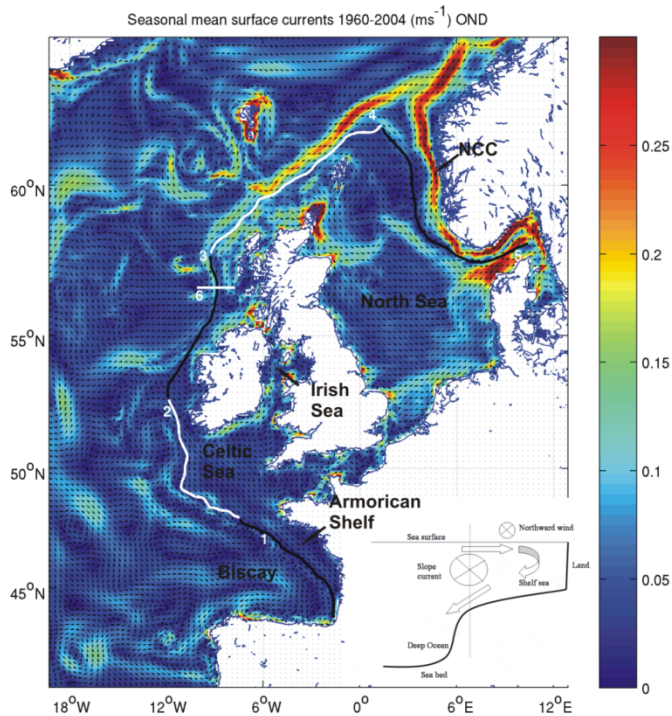 Seasonal mean surface currents 1960-2004 (ms⁻¹) OND
4
NCC
60°N
3
6
North Sea
55°N
Irish
Sea
2
Celtic
Sea
50°N
Armorican
Shelf
1
Biscay
45°N
18°W
12°W
6°W
0°
6°E
12°E
Northward wind
Sea surface
Slope
current
Land
Shelf sea
Deep Ocean
Sea bed
0.25
0.2
0.15
0.1
0.05
0